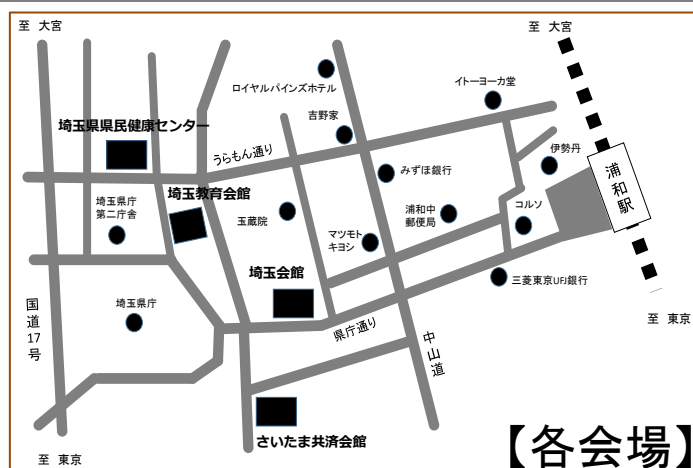 至 大宮
至 大宮
ロイヤルパインズホテル
イトーヨーカ堂
吉野家
埼玉県県民健康センター
うらもん通り
伊勢丹
浦和駅
みずほ銀行
埼玉教育会館
埼玉県庁
第二庁舎
玉蔵院
浦和中
郵便局
コルソ
マツモト
キヨシ
埼玉会館
三菱東京UFJ銀行
国道17号
埼玉県庁
県庁通り
至 東京
中山道
さいたま共済会館
至 東京
【各会場】